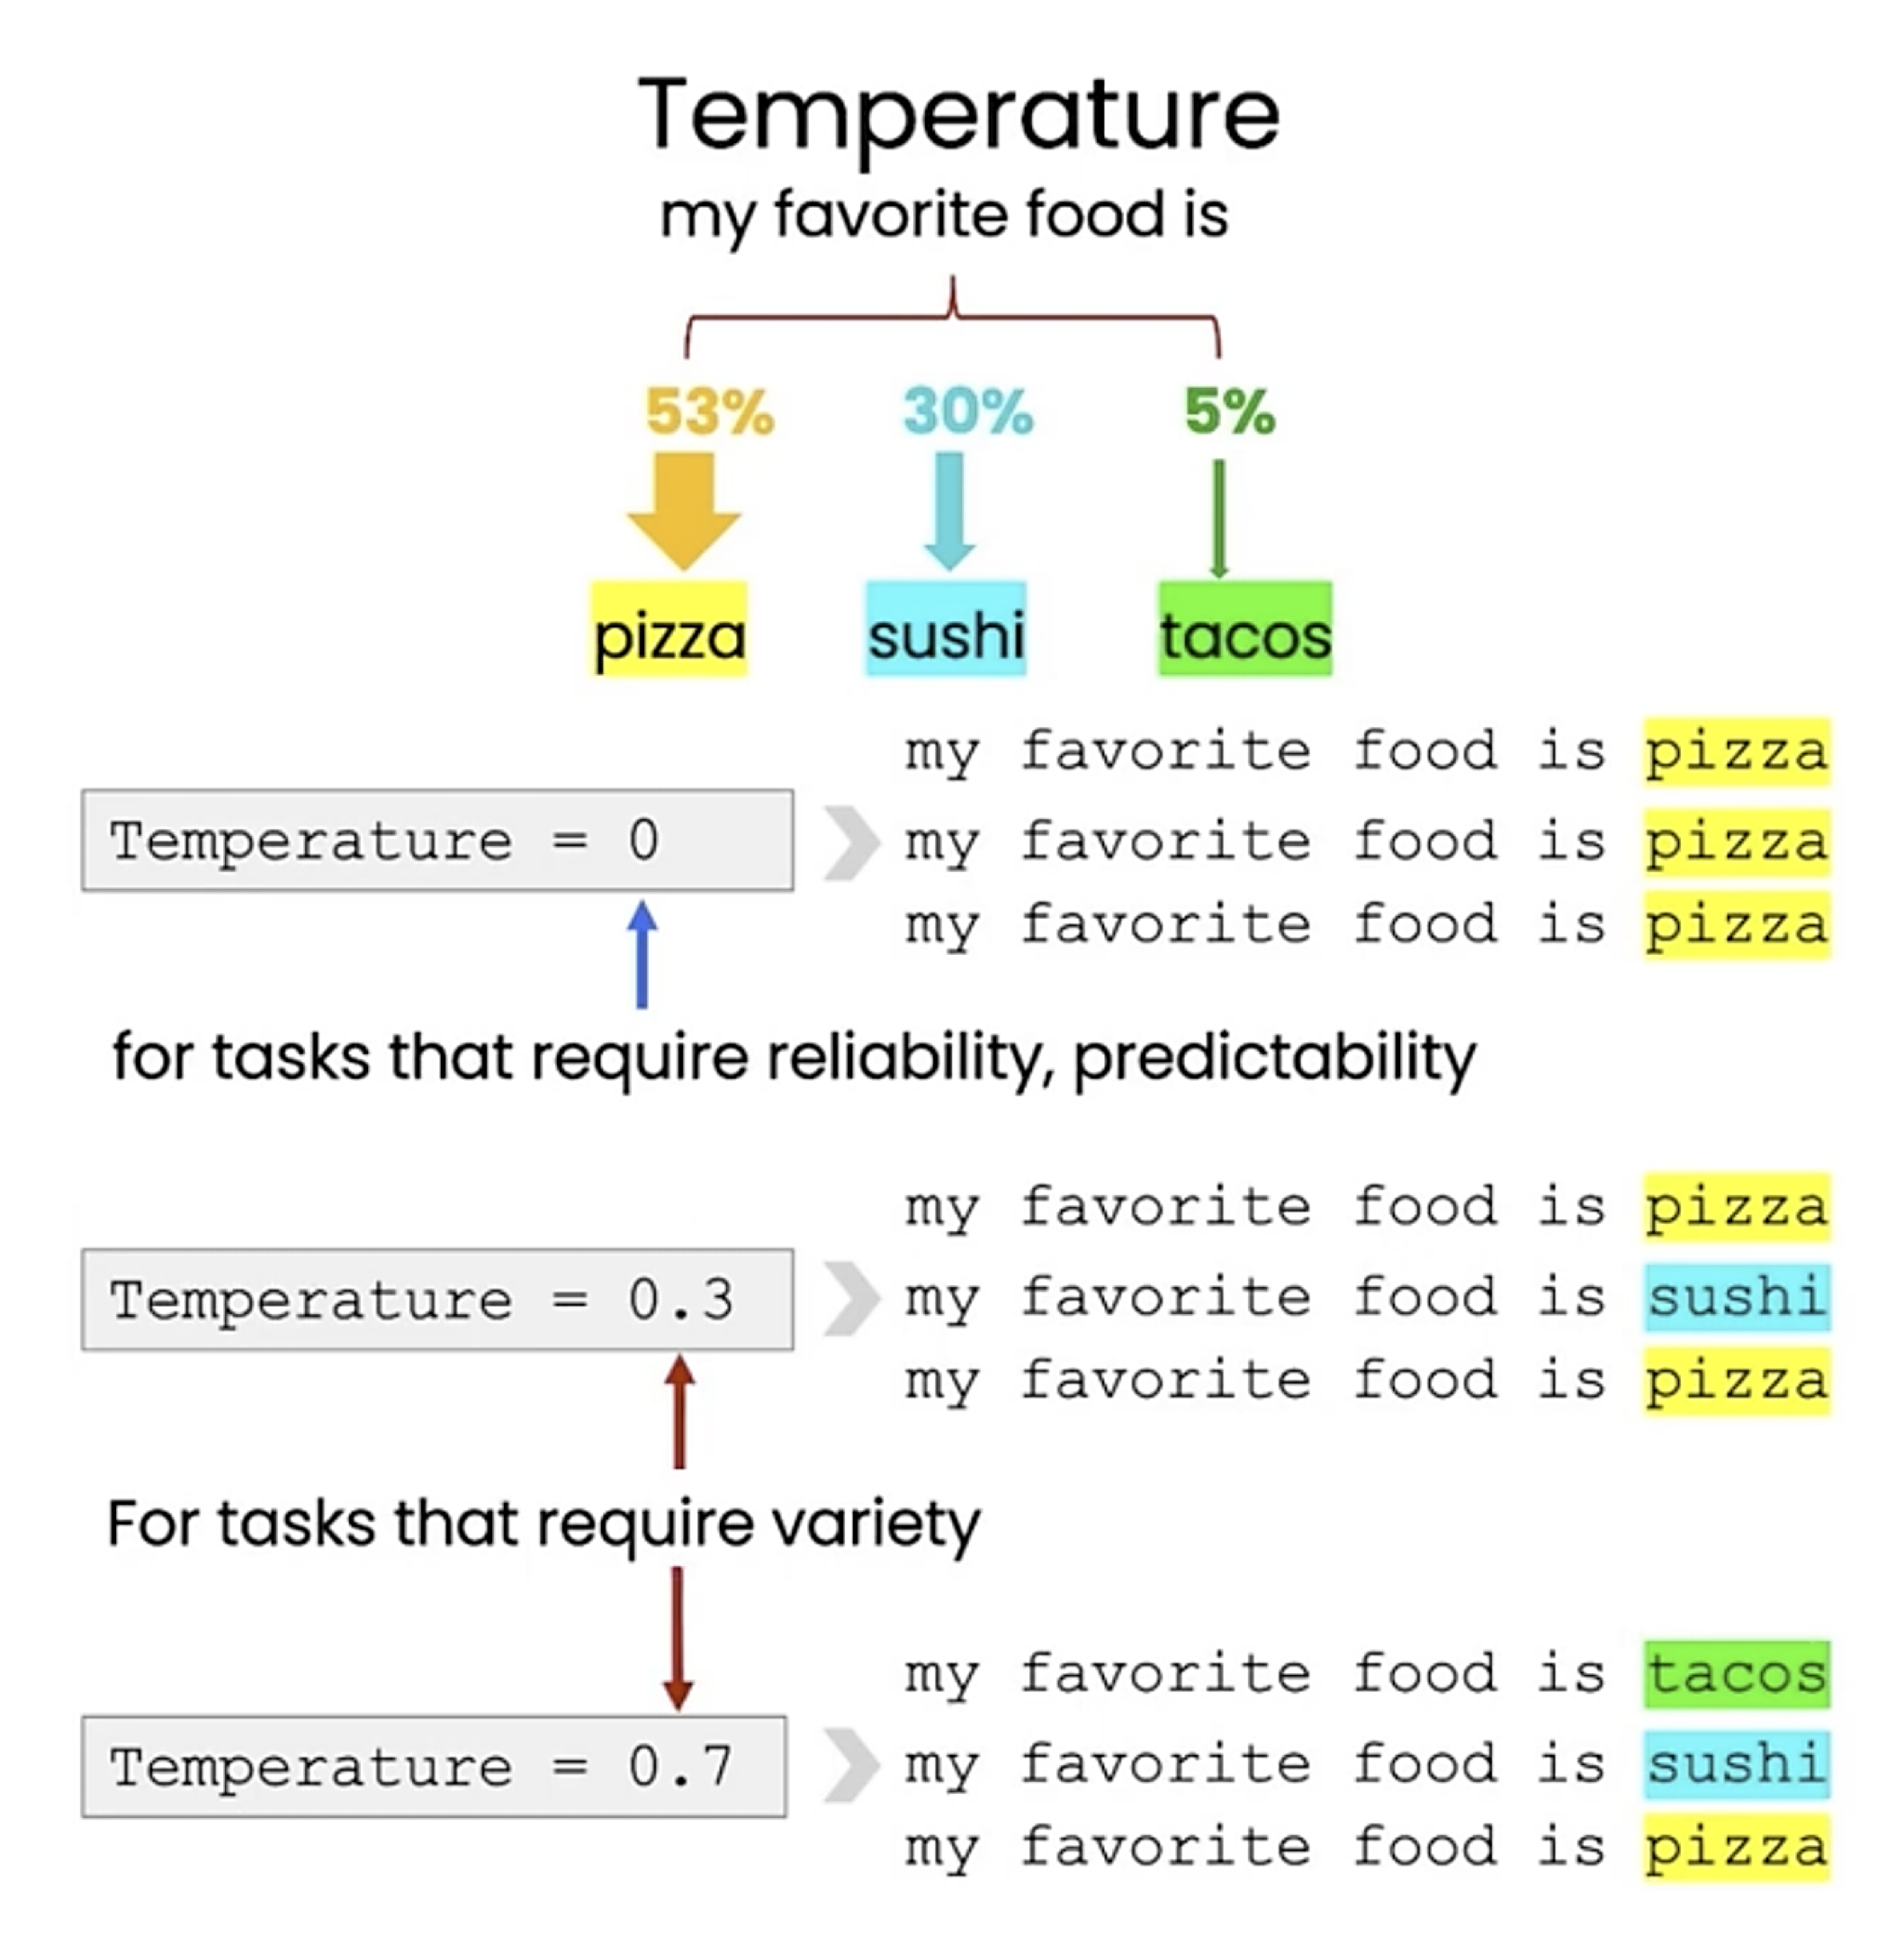 Temperature
my favorite food is
53% 30% 5%
pizza sushi tacos
my favorite food is pizza
Temperature = 0 my favorite food is pizza
my favorite food is pizza
for tasks that require reliability, predictability
my favorite food is pizza
Temperature = 0.3 my favorite food is sushi
my favorite food is pizza
For tasks that require variety
my favorite food is tacos
Temperature = 0.7 my favorite food is sushi
my favorite food is pizza